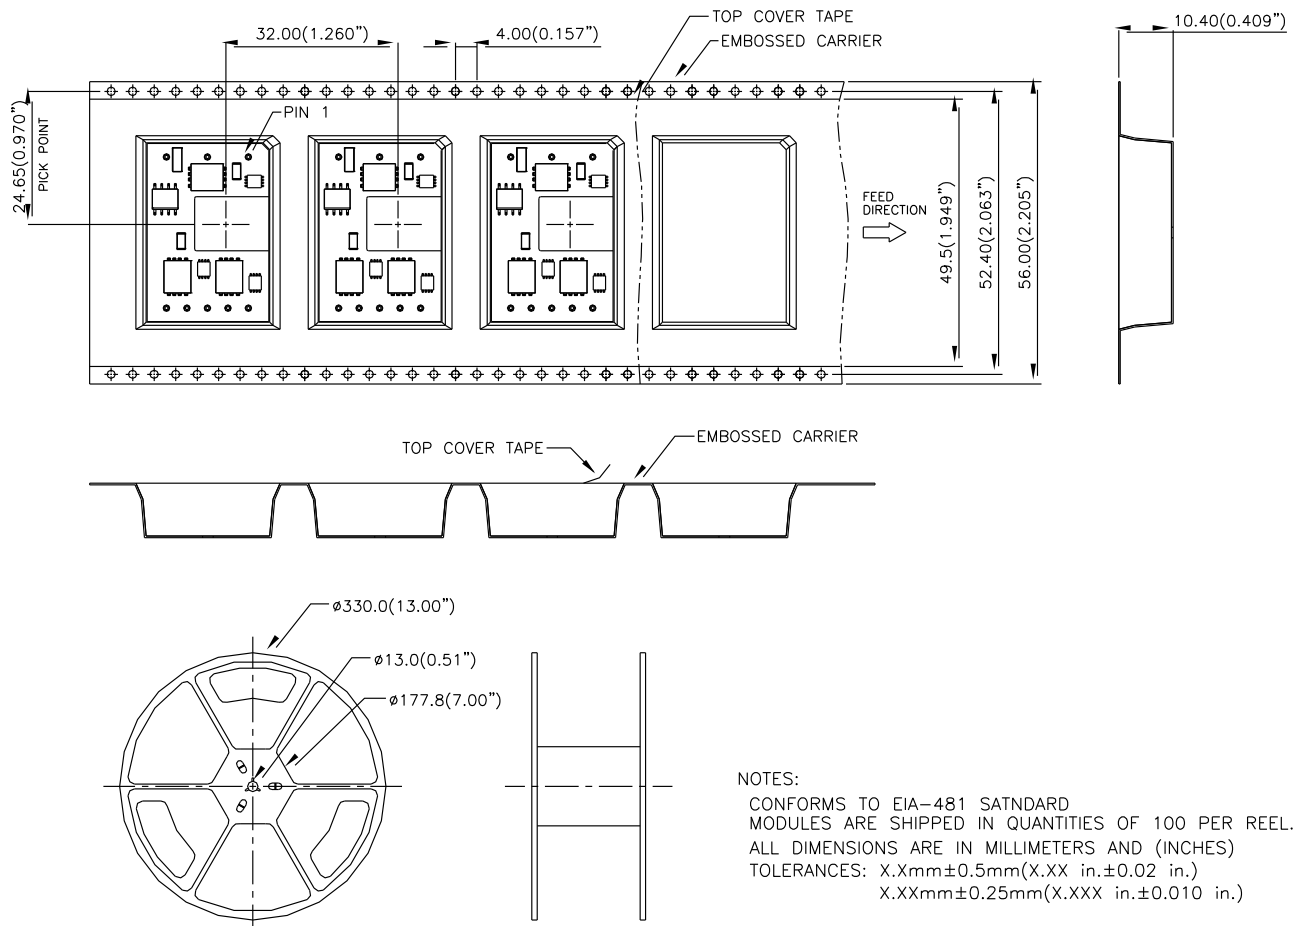 TOP COVER TAPE
EMBOSSED CARRIER
32.00(1.260")
4.00(0.157")
10.40(0.409")
24.65(0.970")
PICK POINT
PIN 1
FEED
DIRECTION
49.5(1.949")
52.40(2.063")
56.00(2.205")
TOP COVER TAPE
EMBOSSED CARRIER
ø330.0(13.00")
ø13.0(0.51")
ø177.8(7.00")
NOTES:
CONFORMS TO EIA-481 SATNDARD
MODULES ARE SHIPPED IN QUANTITIES OF 100 PER REEL.
ALL DIMENSIONS ARE IN MILLIMETERS AND (INCHES)
TOLERANCES: X.Xmm±0.5mm(X.XX in.±0.02 in.)
X.XXmm±0.25mm(X.XXX in.±0.010 in.)